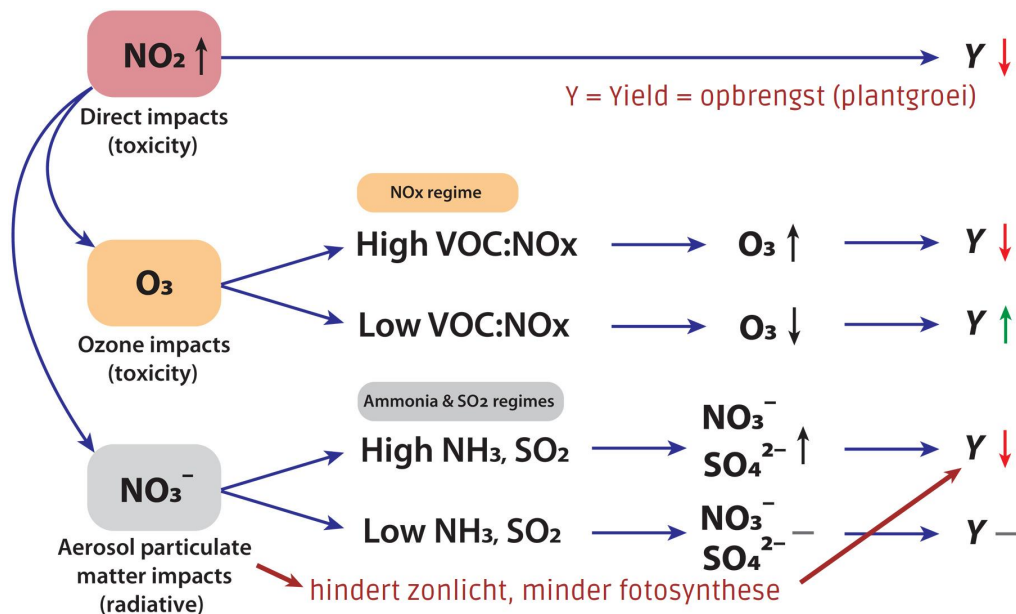 NO₂ ↑
Y ↓
Direct impacts
(toxicity)
Y = Yield = opbrengst (plantgroei)
NOx regime
High VOC:NOx
O₃ ↑
Y ↓
O₃
Low VOC:NOx
O₃ ↓
Y ↑
Ozone impacts
(toxicity)
Ammonia & SO₂ regimes
High NH₃, SO₂
NO₃⁻
SO₄²⁻ ↑
Y ↓
NO₃⁻
Low NH₃, SO₂
NO₃⁻
SO₄²⁻ –
Y –
Aerosol particulate
matter impacts
(radiative)
hindert zonlicht, minder fotosynthese